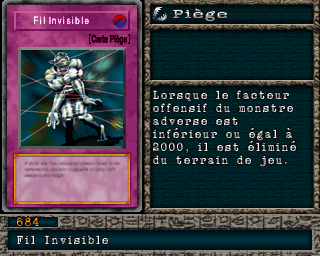 Fil Invisible
[Carte Piège]
Piège
Lorsque le facteur
offensif du monstre
adverse est
inférieur ou égal à
2000, il est éliminé
du terrain de jeu.
684
Fil Invisible